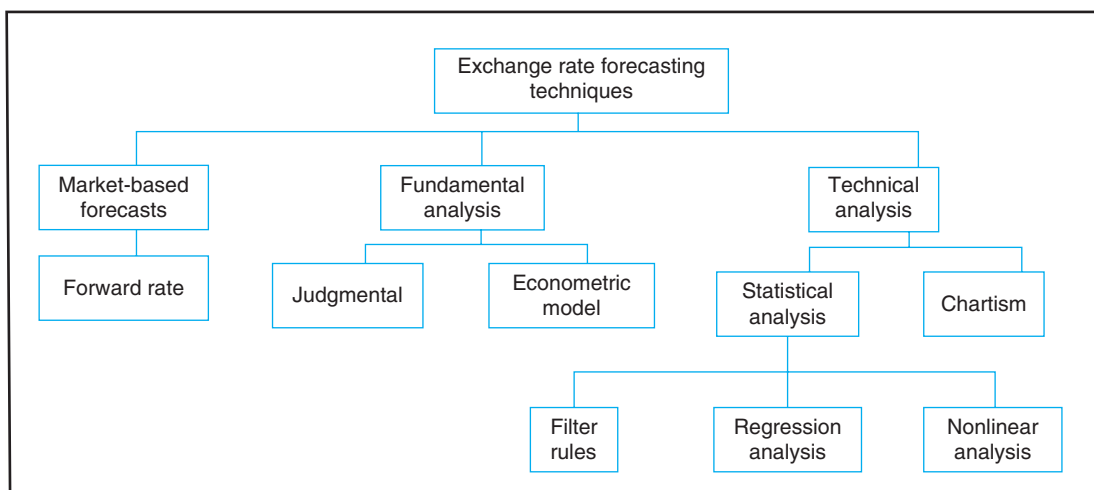 Exchange rate forecasting
techniques
Market-based
forecasts
Fundamental
analysis
Technical
analysis
Forward rate
Judgmental
Econometric
model
Statistical
analysis
Chartism
Filter
rules
Regression
analysis
Nonlinear
analysis